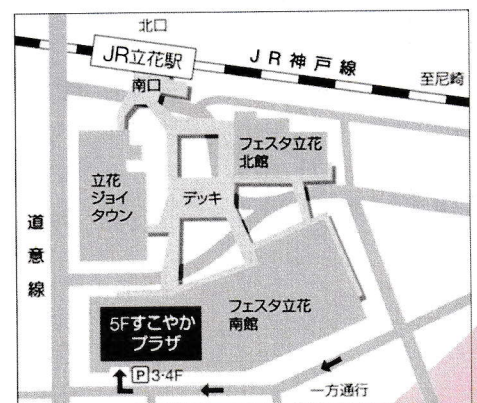 北口
JR立花駅
JR神戸線
南口
至尼崎
フェスタ立花
北館
立花
ジョイ
タウン
デッキ
道意線
フェスタ立花
南館
5Fすこやか
プラザ
P3･4F
一方通行